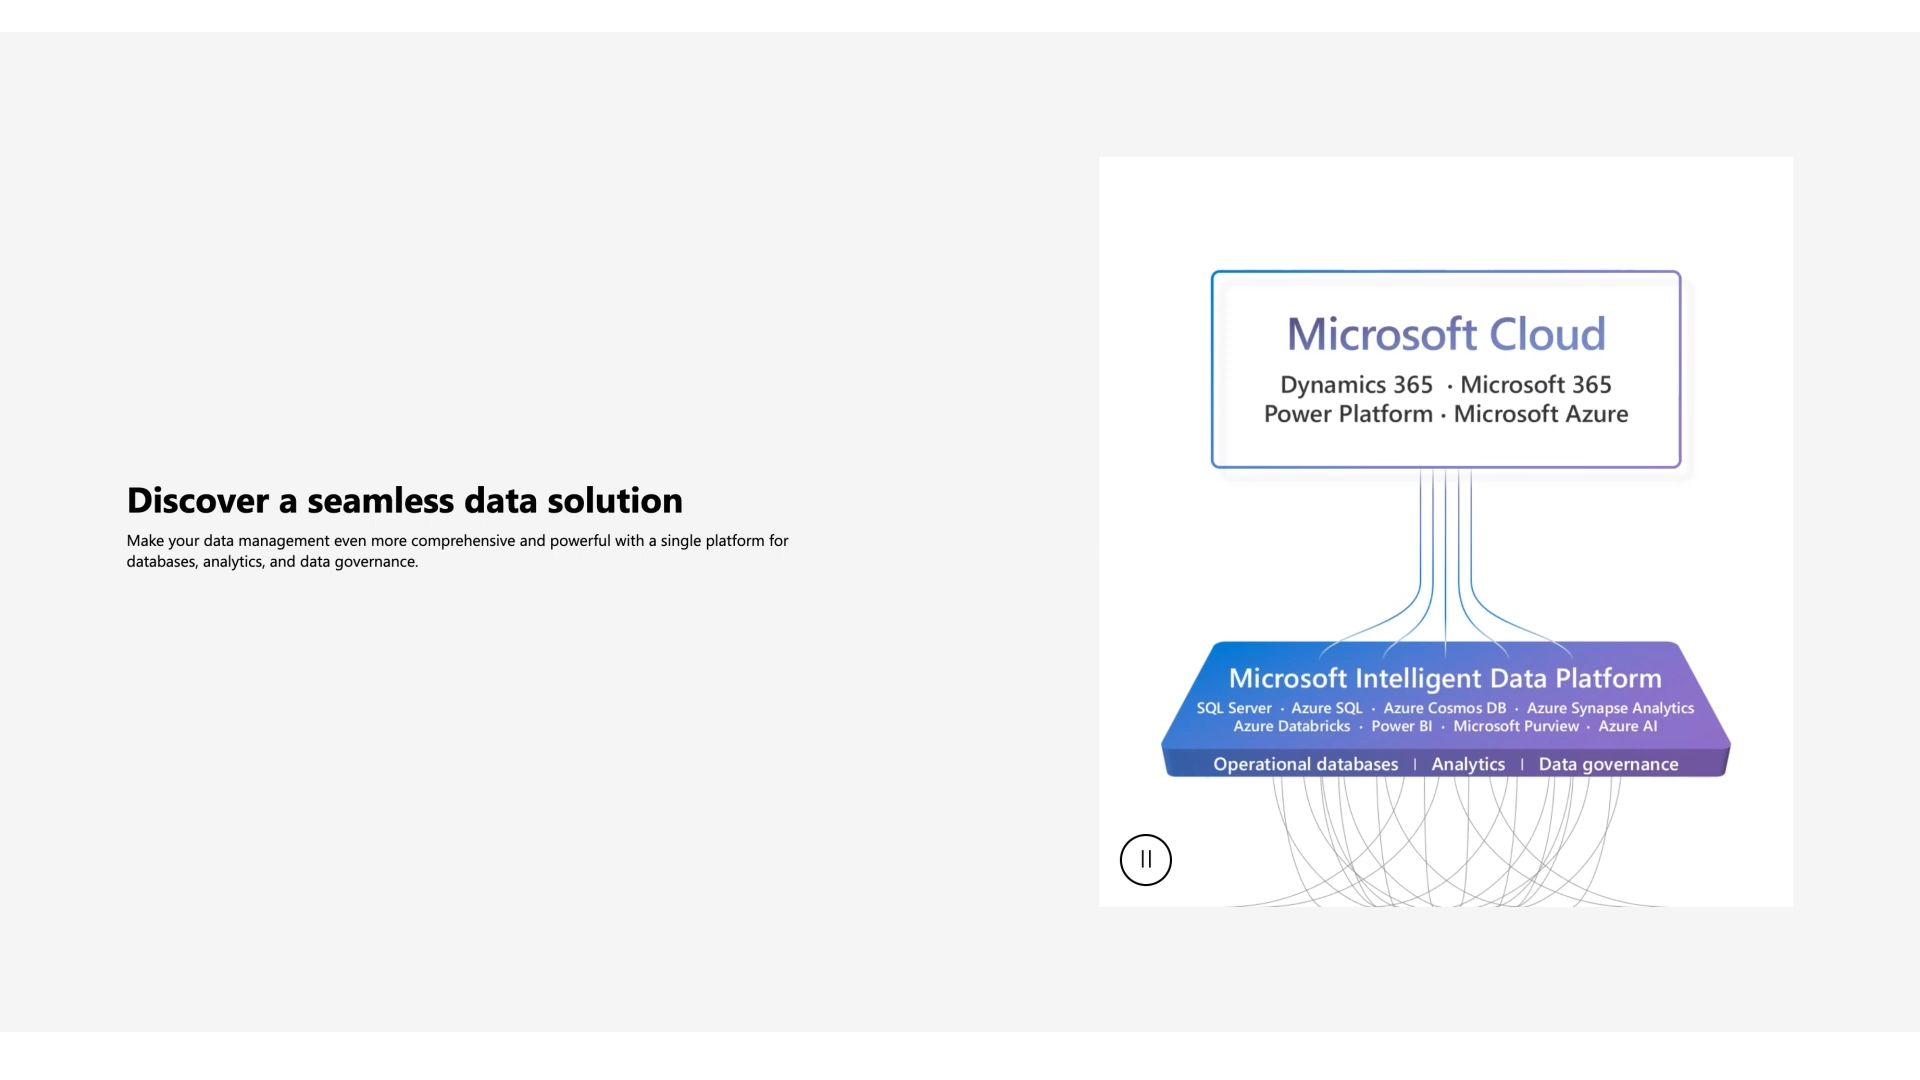 Discover a seamless data solution
Make your data management even more comprehensive and powerful with a single platform for
databases, analytics, and data governance.
Microsoft Cloud
Dynamics 365 · Microsoft 365
Power Platform · Microsoft Azure
Microsoft Intelligent Data Platform
SQL Server · Azure SQL · Azure Cosmos DB · Azure Synapse Analytics
Azure Databricks · Power BI · Microsoft Purview · Azure AI
Operational databases | Analytics | Data governance